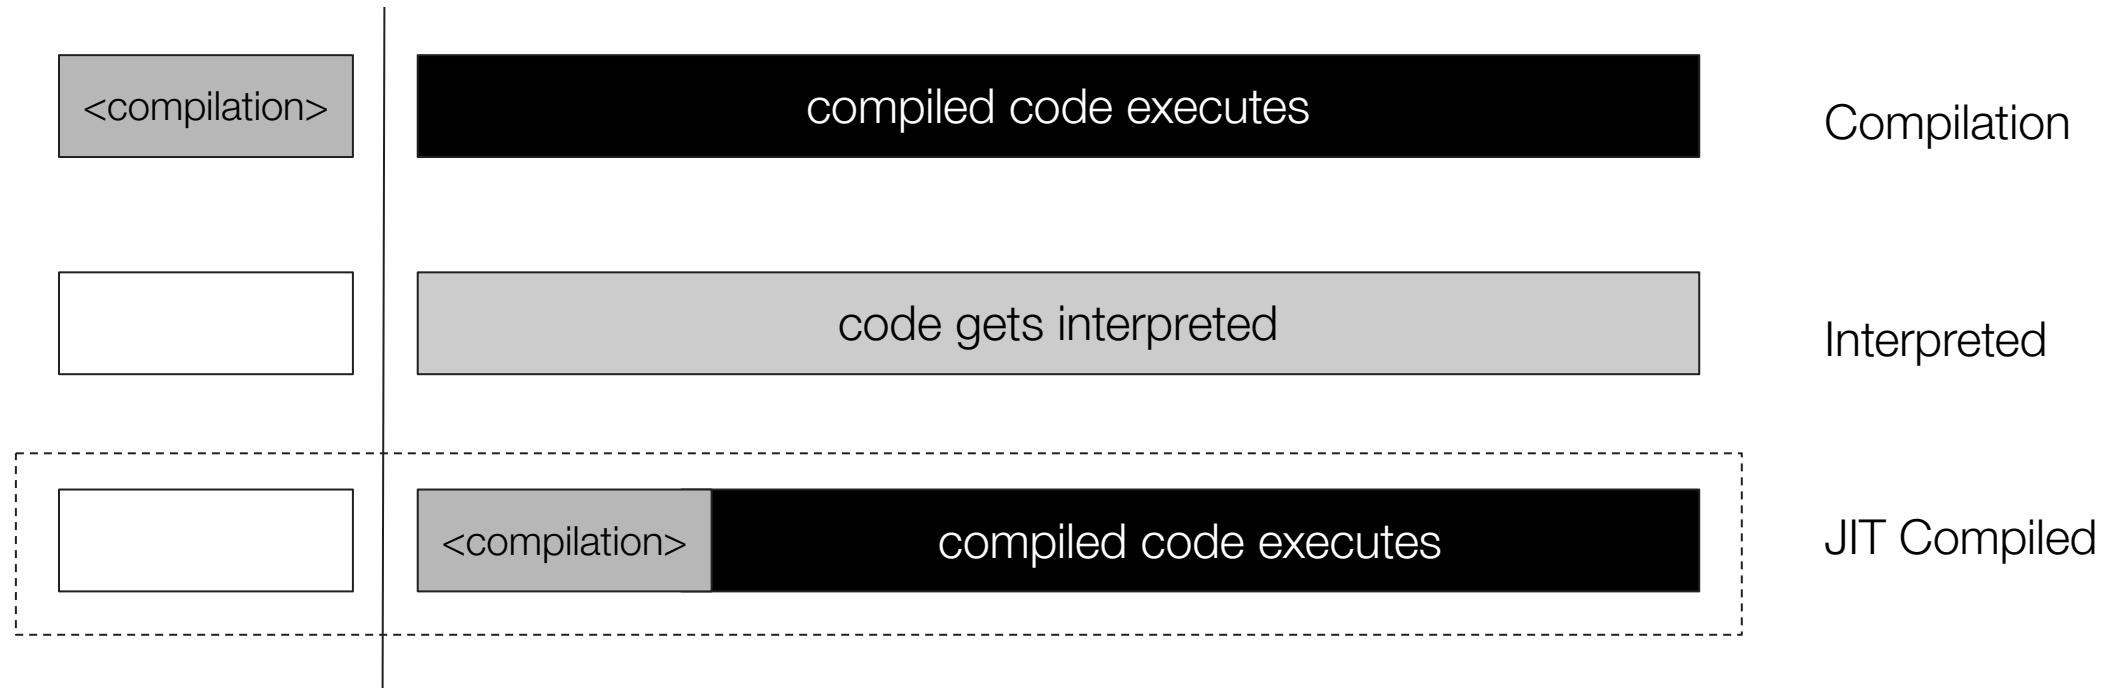 <compilation>
compiled code executes
Compilation
code gets interpreted
Interpreted
<compilation>
compiled code executes
JIT Compiled